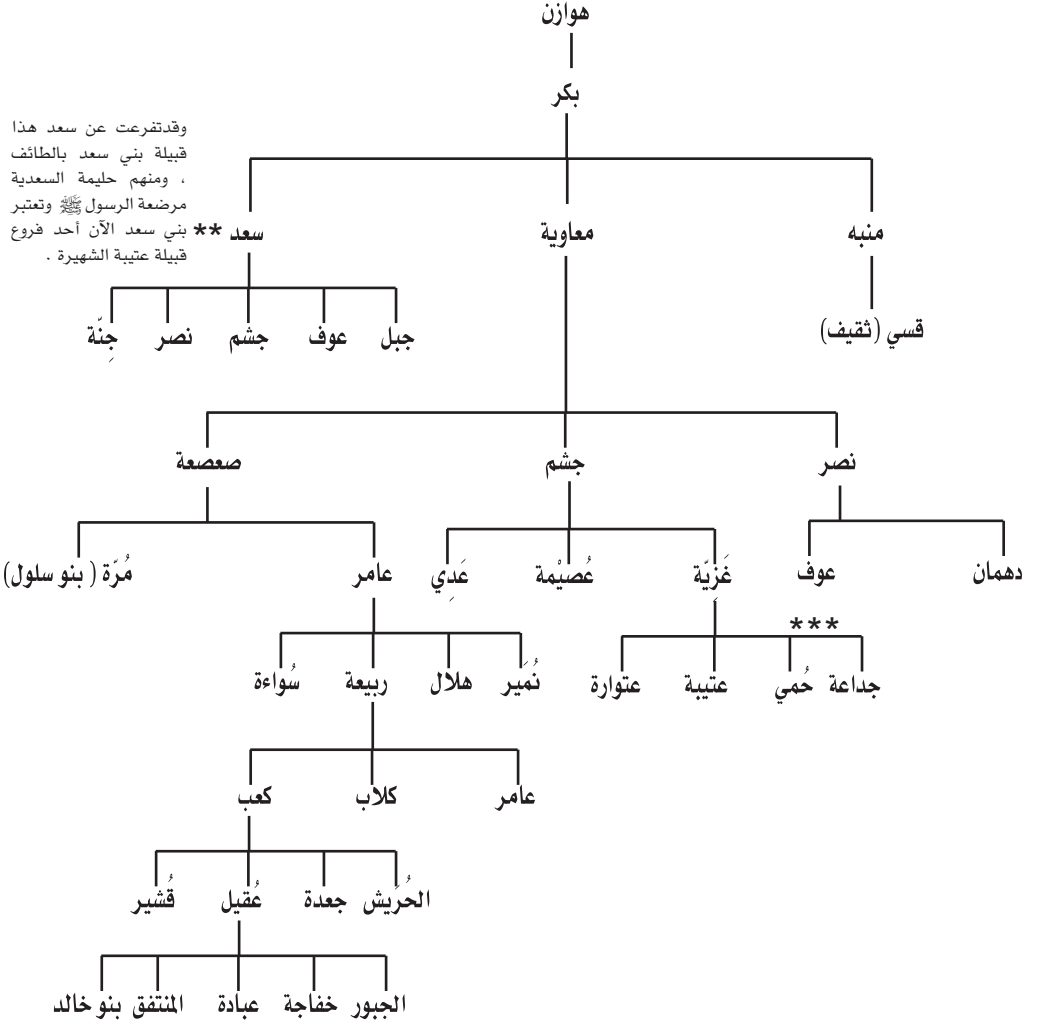 هوازن
بكر
وقدتفرعت عن سعد هذا
قبيلة بني سعد بالطائف
، ومنهم حليمة السعدية
مرضعة الرسول ﷺ وتعتبر
بني سعد الآن أحد فروع
قبيلة عتيبة الشهيرة .
منبه
معاوية
سعد **
قسي (ثقيف)
جبل
عوف
جشم
نصر
جِنّة
نصر
جشم
صعصعة
دهمان
عوف
غَزِيّة
عُصيْمة
عَدِي
عامر
مُرّة ( بنو سلول)
***
جداعة
حُمي
عتيبة
عتوارة
نُمَير
هلال
ربيعة
سُواءة
عامر
كلاب
كعب
الحُرَيش
جعدة
عُقيل
قُشير
الجبور
خفاجة
عبادة
المنتفق
بنو خالد